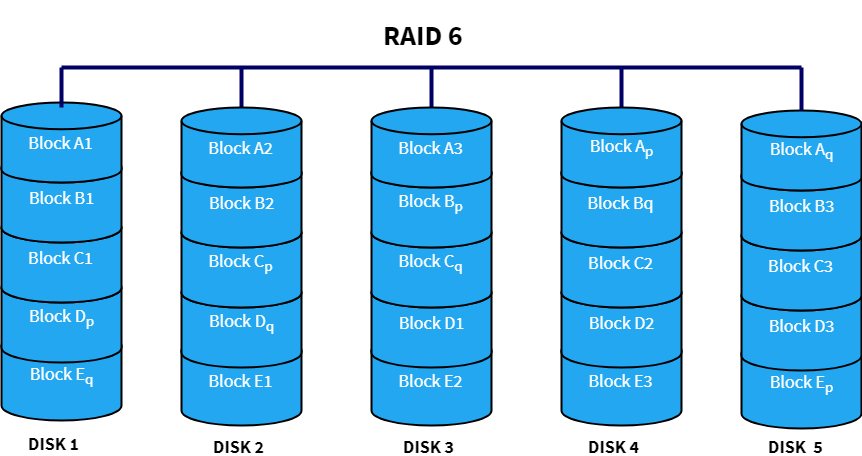 RAID 6
Block A1 Block A2 Block A3 Block Ap Block Aq
Block B1 Block B2 Block Bp Block Bq Block B3
Block C1 Block Cp Block Cq Block C2 Block C3
Block Dp Block Dq Block D1 Block D2 Block D3
Block Eq Block E1 Block E2 Block E3 Block Ep
DISK 1 DISK 2 DISK 3 DISK 4 DISK 5